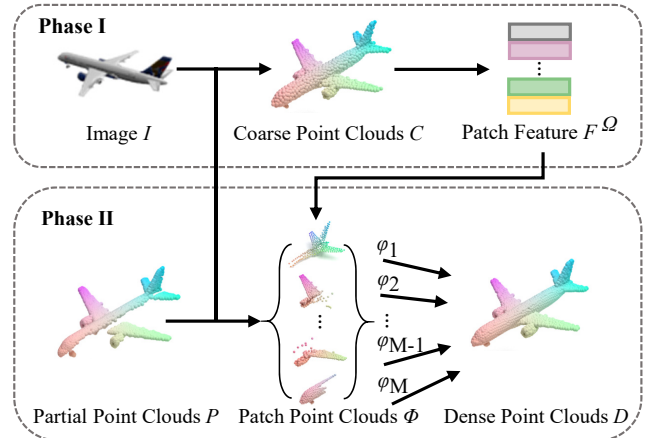 Phase I
Image I
Coarse Point Clouds C
Patch Feature F^Ω
Phase II
φ1
φ2
φM-1
φM
Partial Point Clouds P
Patch Point Clouds Φ
Dense Point Clouds D